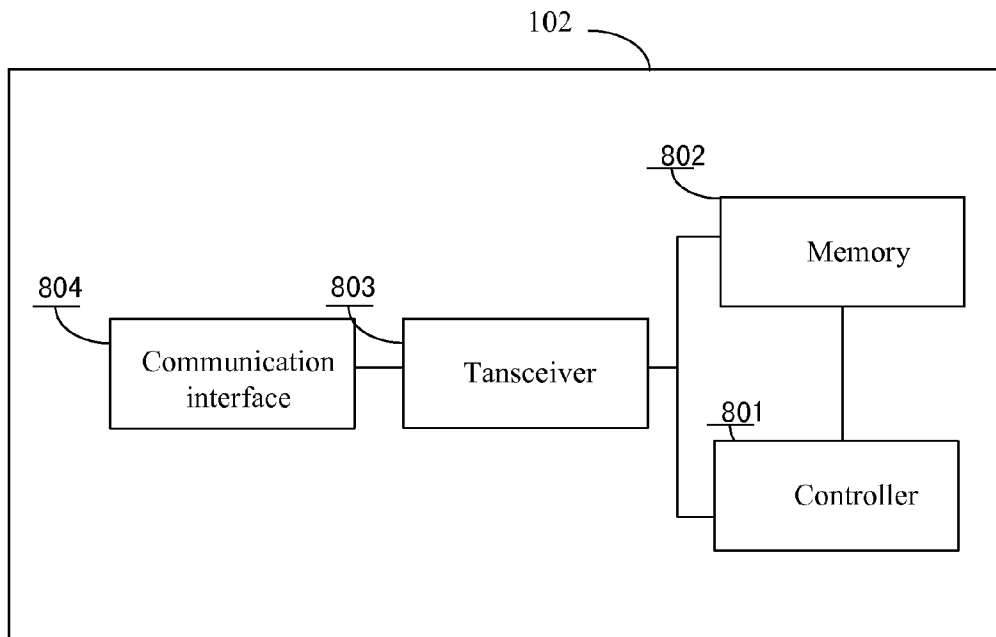 102
802
Memory
804
803
Communication
interface
Tansceiver
801
Controller